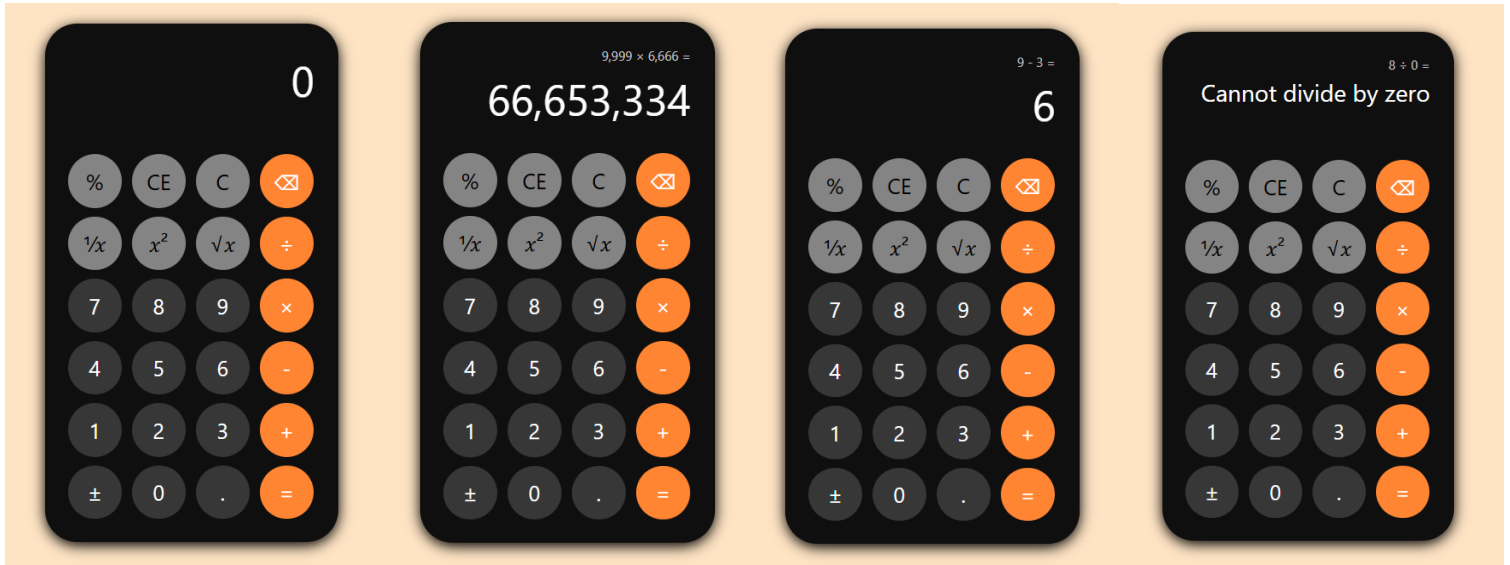 0
% CE C ⌫
⅟x x² √x ÷
7 8 9 ×
4 5 6 -
1 2 3 +
± 0 . =
9,999 × 6,666 =
66,653,334
% CE C ⌫
⅟x x² √x ÷
7 8 9 ×
4 5 6 -
1 2 3 +
± 0 . =
9 - 3 =
6
% CE C ⌫
⅟x x² √x ÷
7 8 9 ×
4 5 6 -
1 2 3 +
± 0 . =
8 ÷ 0 =
Cannot divide by zero
% CE C ⌫
⅟x x² √x ÷
7 8 9 ×
4 5 6 -
1 2 3 +
± 0 . =